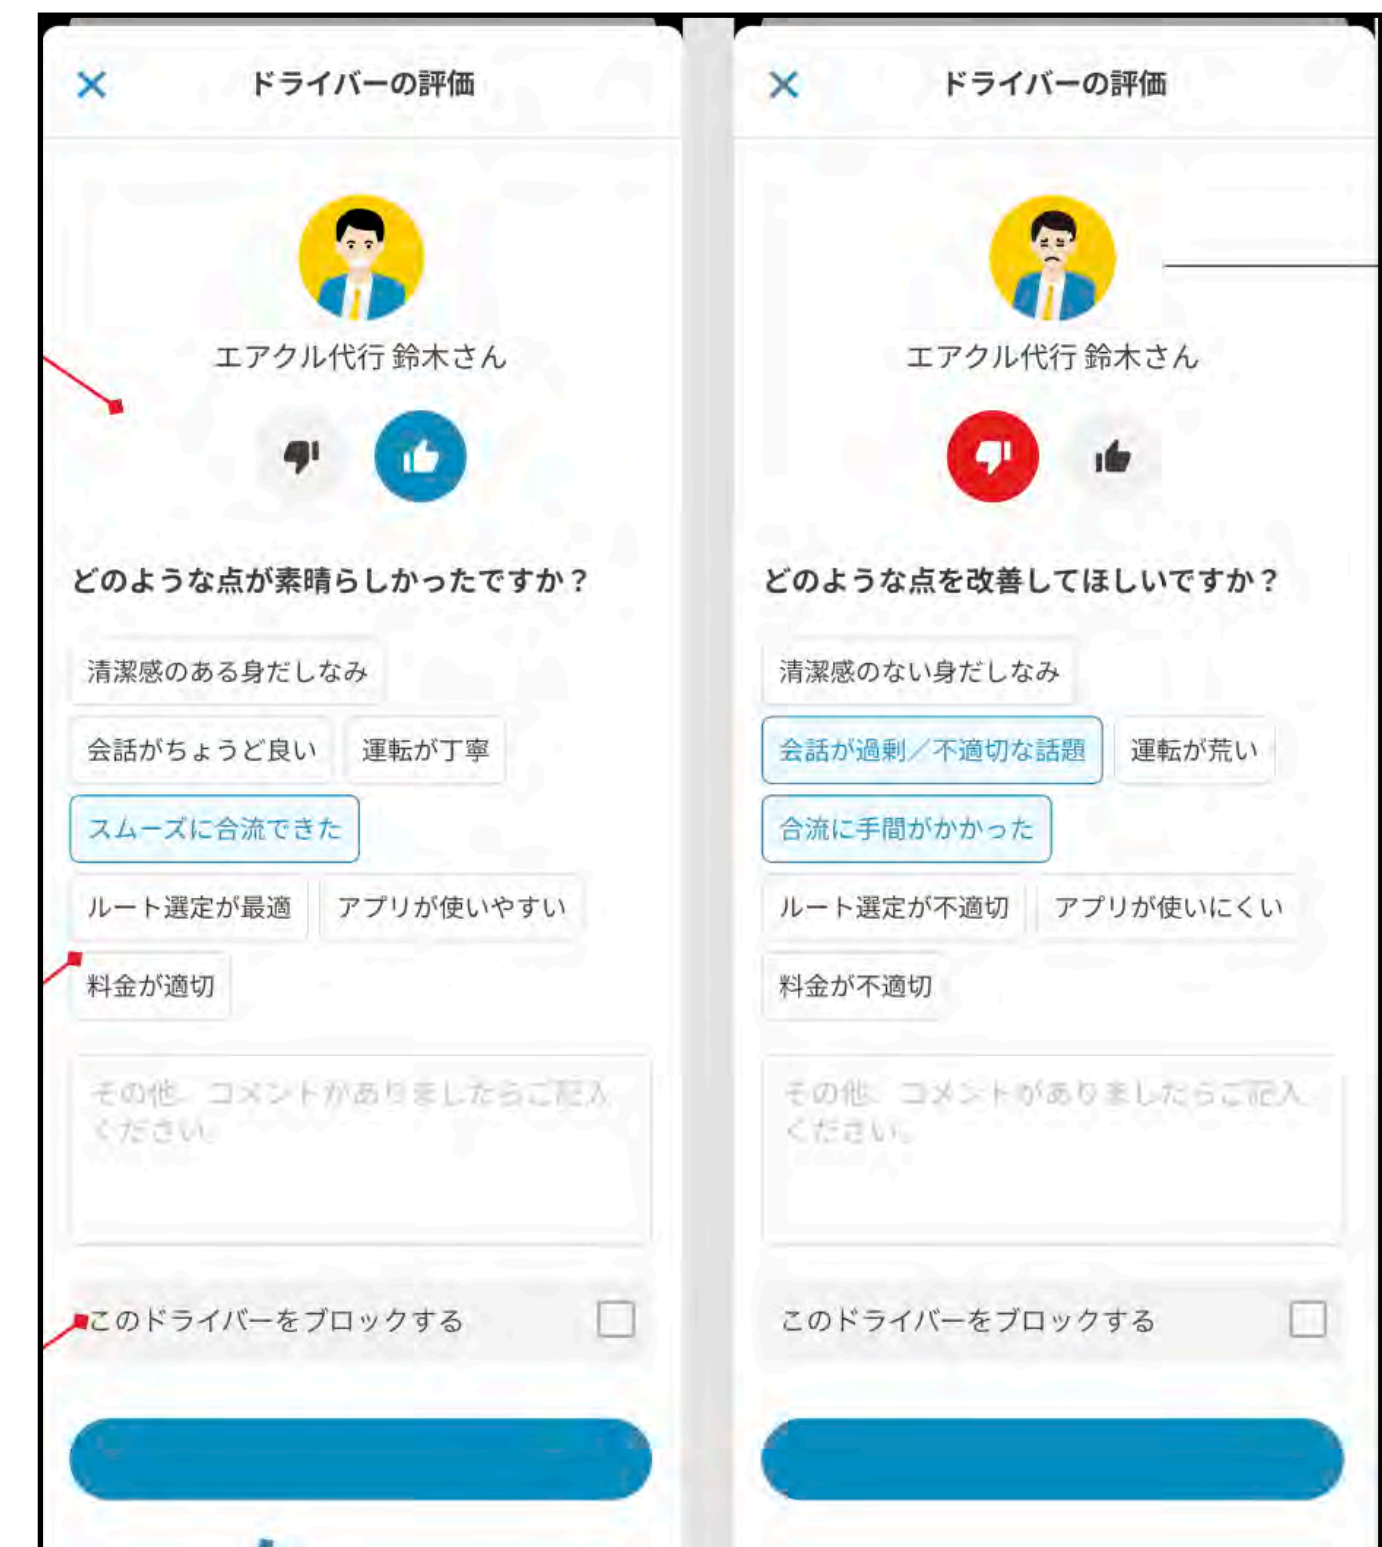 ドライバーの評価
エアクル代行 鈴木さん
どのような点が素晴らしかったですか？
清潔感のある身だしなみ
会話がちょうど良い 運転が丁寧
スムーズに合流できた
ルート選定が最適 アプリが使いやすい
料金が適切
その他、コメントがありましたらご記入
ください。
このドライバーをブロックする
ドライバーの評価
エアクル代行 鈴木さん
どのような点を改善してほしいですか？
清潔感のない身だしなみ
会話が過剰／不適切な話題 運転が荒い
合流に手間がかかった
ルート選定が不適切 アプリが使いにくい
料金が不適切
その他、コメントがありましたらご記入
ください。
このドライバーをブロックする